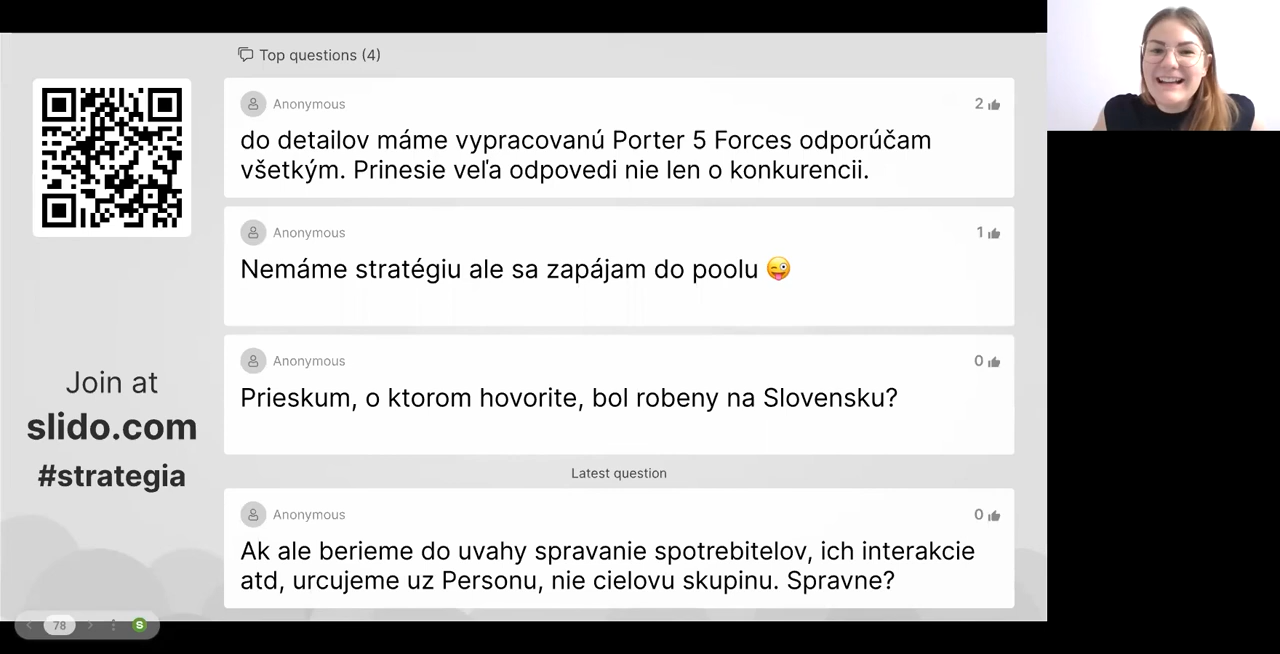 Top questions (4)
Anonymous
2
do detailov máme vypracovanú Porter 5 Forces odporúčam
všetkým. Prinesie veľa odpovedi nie len o konkurencii.
Anonymous
1
Nemáme stratégiu ale sa zapájam do poolu 😜
Anonymous
0
Prieskum, o ktorom hovorite, bol robeny na Slovensku?
Latest question
Anonymous
0
Ak ale berieme do uvahy spravanie spotrebitelov, ich interakcie
atd, urcujeme uz Personu, nie cielovu skupinu. Spravne?
Join at
slido.com
#strategia
78
S